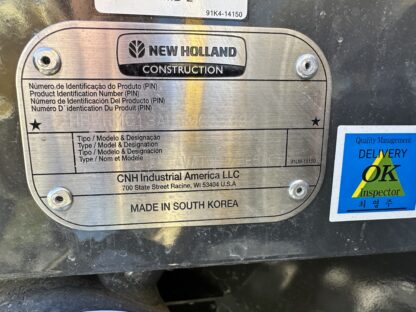 91K4-14150
NEW HOLLAND
CONSTRUCTION
Número de Identificação do Produto (PIN)
Product Identification Number (PIN)
Número de Identificación Del Producto (PIN)
Numéro D'identication Du Produit (PIN)
Tipo / Modelo & Designação
Type / Model & Designation
Tipo / Modelo & Designación
Type / Nom et Modele
CNH Industrial America LLC
700 State Street Racine, WI 53404 U.S.A
MADE IN SOUTH KOREA
Quality Management
DELIVERY
OK
Inspector